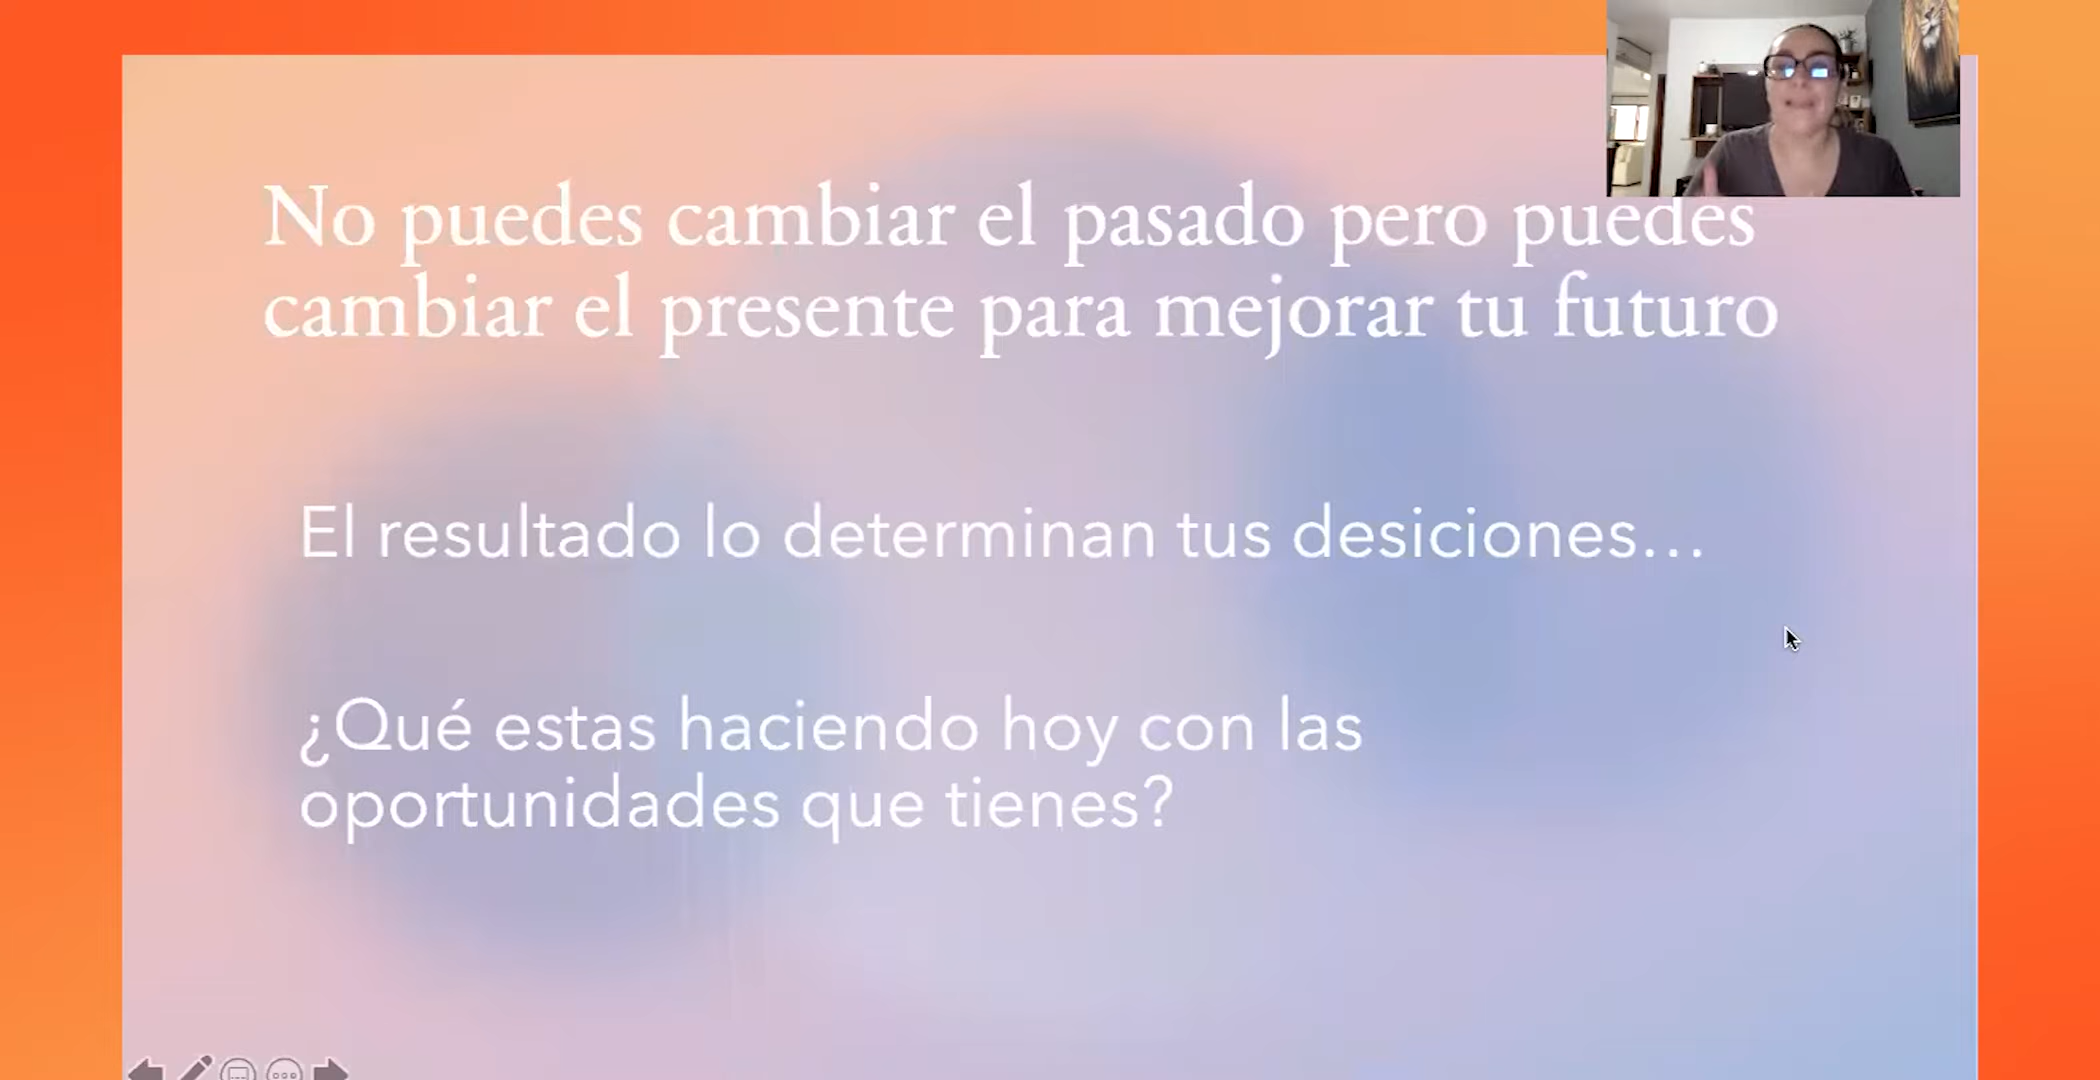 No puedes cambiar el pasado pero puedes
cambiar el presente para mejorar tu futuro
El resultado lo determinan tus desiciones...
¿Qué estas haciendo hoy con las
oportunidades que tienes?